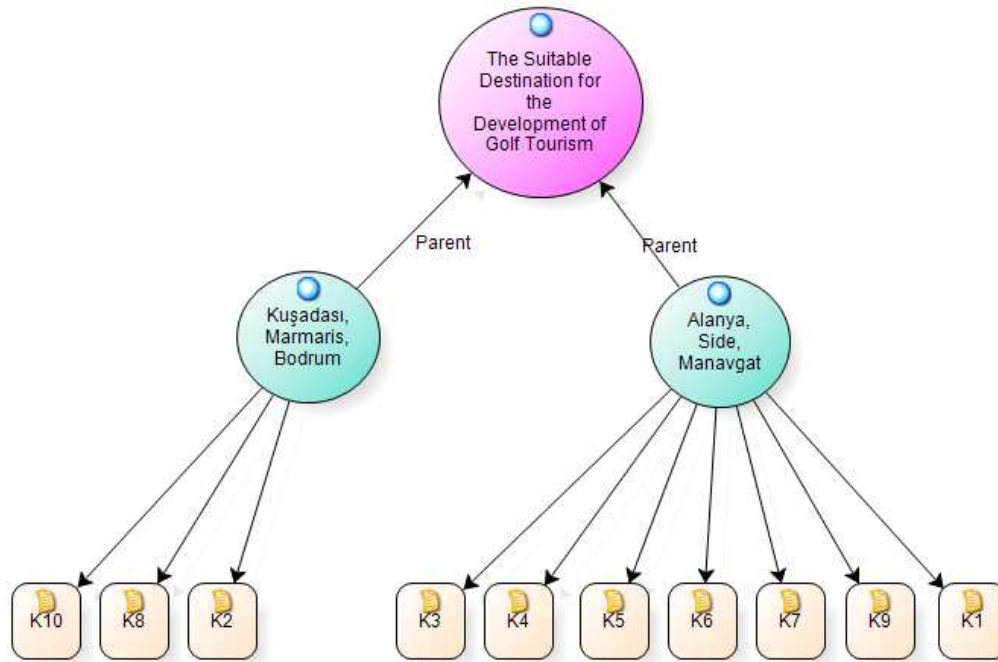 The Suitable
Destination for
the
Development of
Golf Tourism
Parent
Parent
Kuşadası,
Marmaris,
Bodrum
Alanya,
Side,
Manavgat
K10
K8
K2
K3
K4
K5
K6
K7
K9
K1